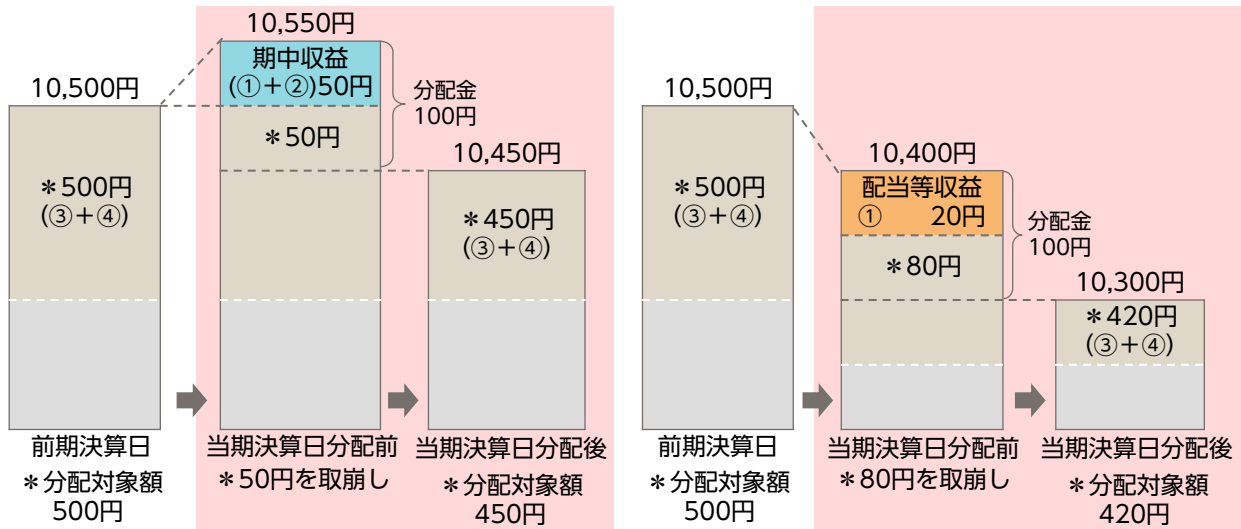 10,550円
期中収益
(①＋②)50円
10,500円
分配金
100円
＊50円
10,450円
＊500円
(③＋④)
＊450円
(③＋④)
前期決算日
＊分配対象額
500円
当期決算日分配前
＊50円を取崩し
当期決算日分配後
＊分配対象額
450円
10,500円
10,400円
＊500円
(③＋④)
配当等収益
① 20円
分配金
100円
＊80円
10,300円
＊420円
(③＋④)
前期決算日
＊分配対象額
500円
当期決算日分配前
＊80円を取崩し
当期決算日分配後
＊分配対象額
420円